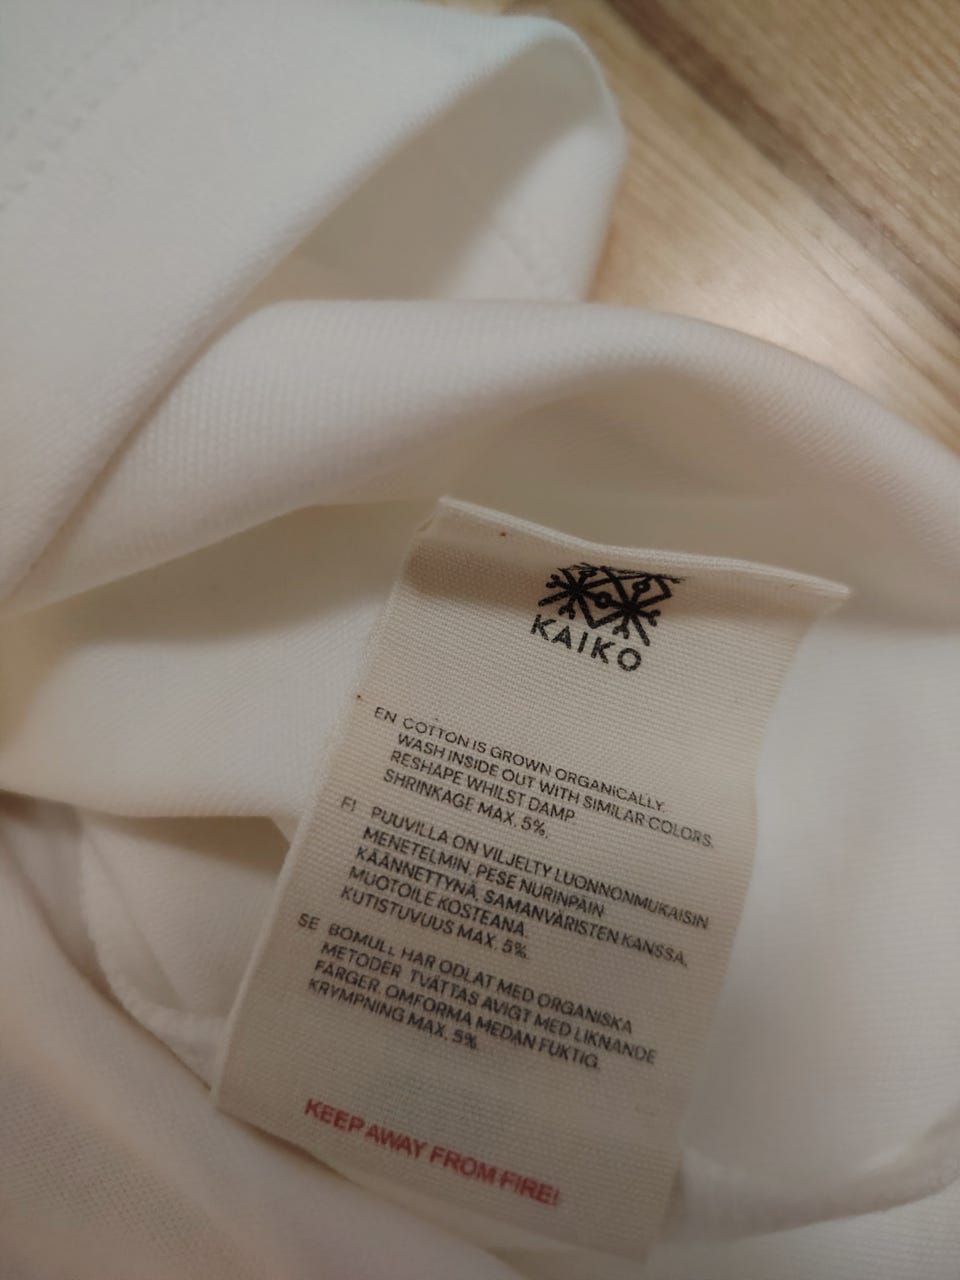 KAIKO
EN COTTON IS GROWN ORGANICALLY
WASH INSIDE OUT WITH SIMILAR COLORS.
RESHAPE WHILST DAMP
SHRINKAGE MAX. 5%.
FI PUUVILLA ON VILJELTY LUONNONMUKAISIN
MENETELMIN. PESE NURINPÄIN
KÄÄNNETTYNÄ, SAMANVÄRISTEN KANSSA.
MUOTOILE KOSTEANA.
KUTISTUVUUS MAX. 5%.
SE BOMULL HAR ODLAT MED ORGANISKA
METODER. TVÄTTAS AVIGT MED LIKNANDE
FÄRGER. OMFORMA MEDAN FUKTIG.
KRYMPNING MAX. 5%.
KEEP AWAY FROM FIRE!